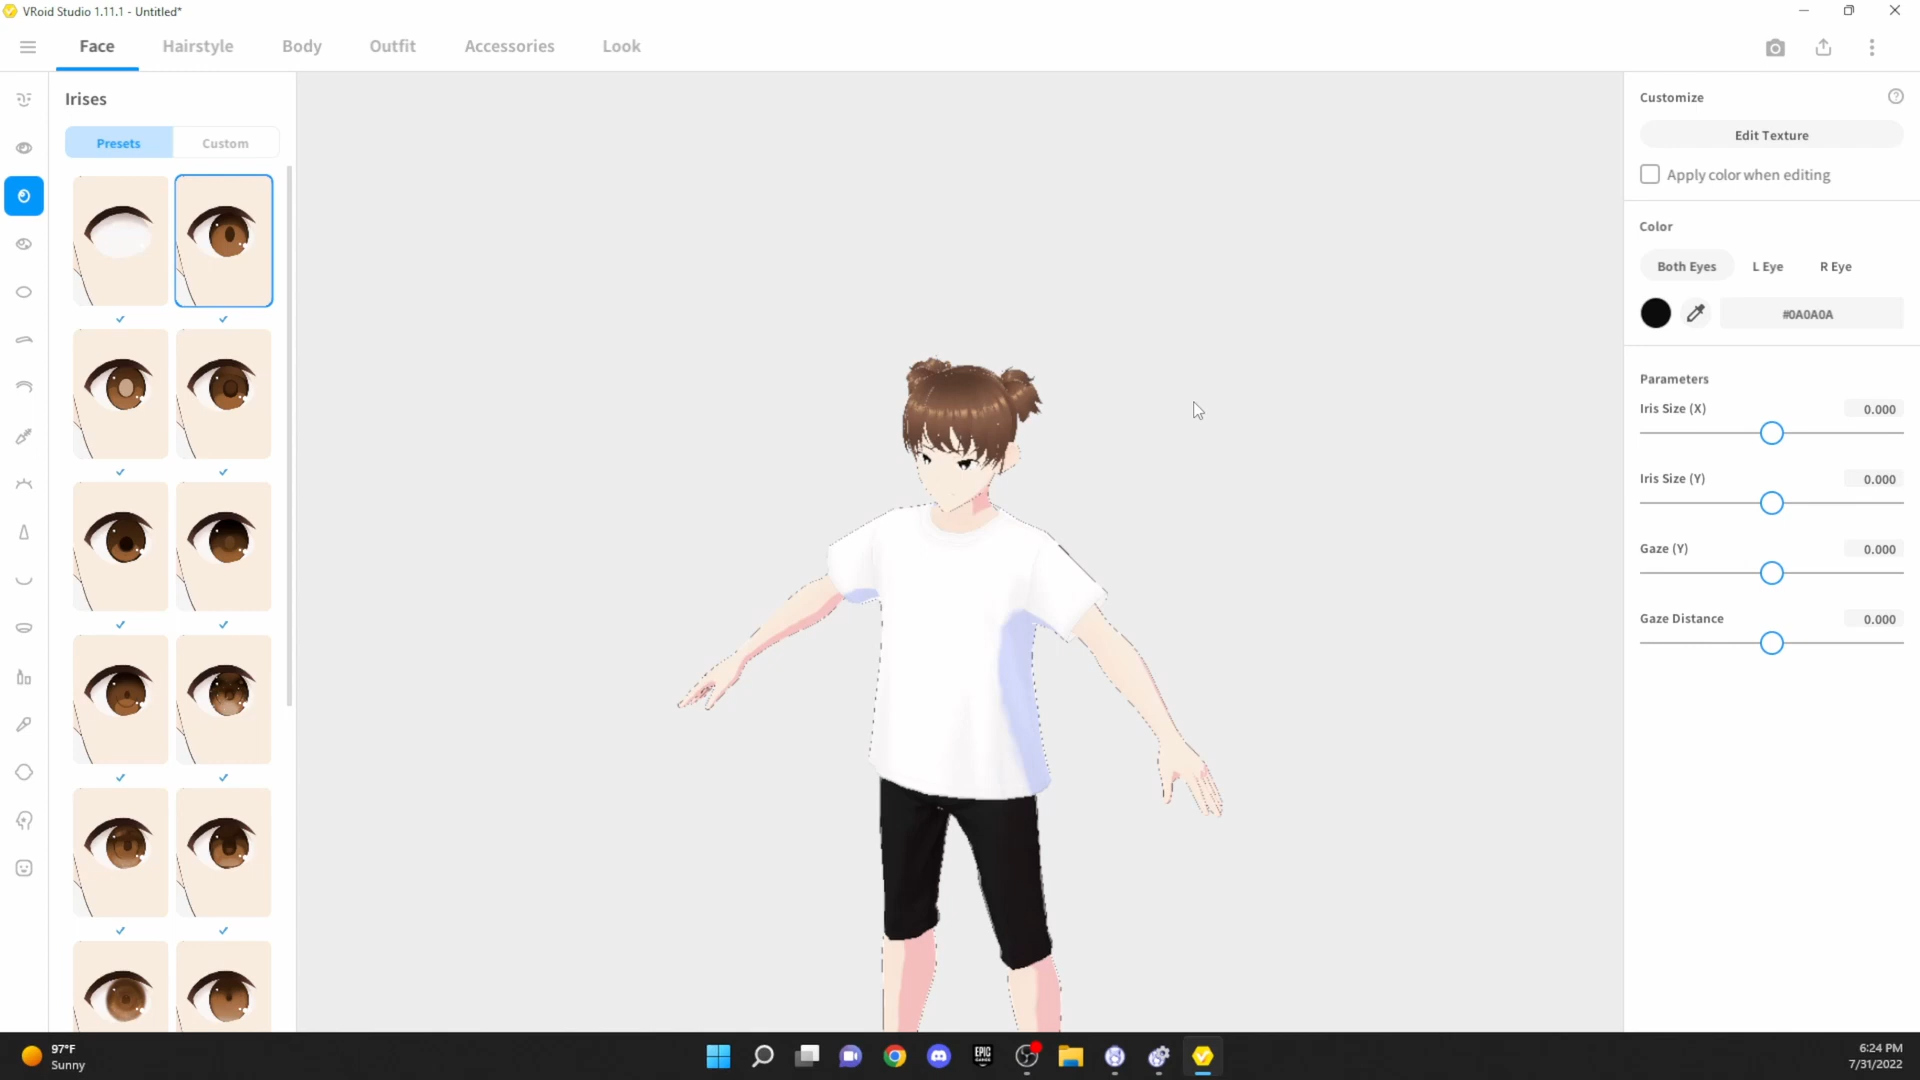 VRoid Studio 1.11.1 - Untitled*
Face
Hairstyle
Body
Outfit
Accessories
Look
Irises
Presets
Custom
Customize
Edit Texture
Apply color when editing
Color
Both Eyes
L Eye
R Eye
#0A0A0A
Parameters
Iris Size (X)
0.000
Iris Size (Y)
0.000
Gaze (Y)
0.000
Gaze Distance
0.000
97°F
Sunny
EPIC
GAMES
6:24 PM
7/31/2022